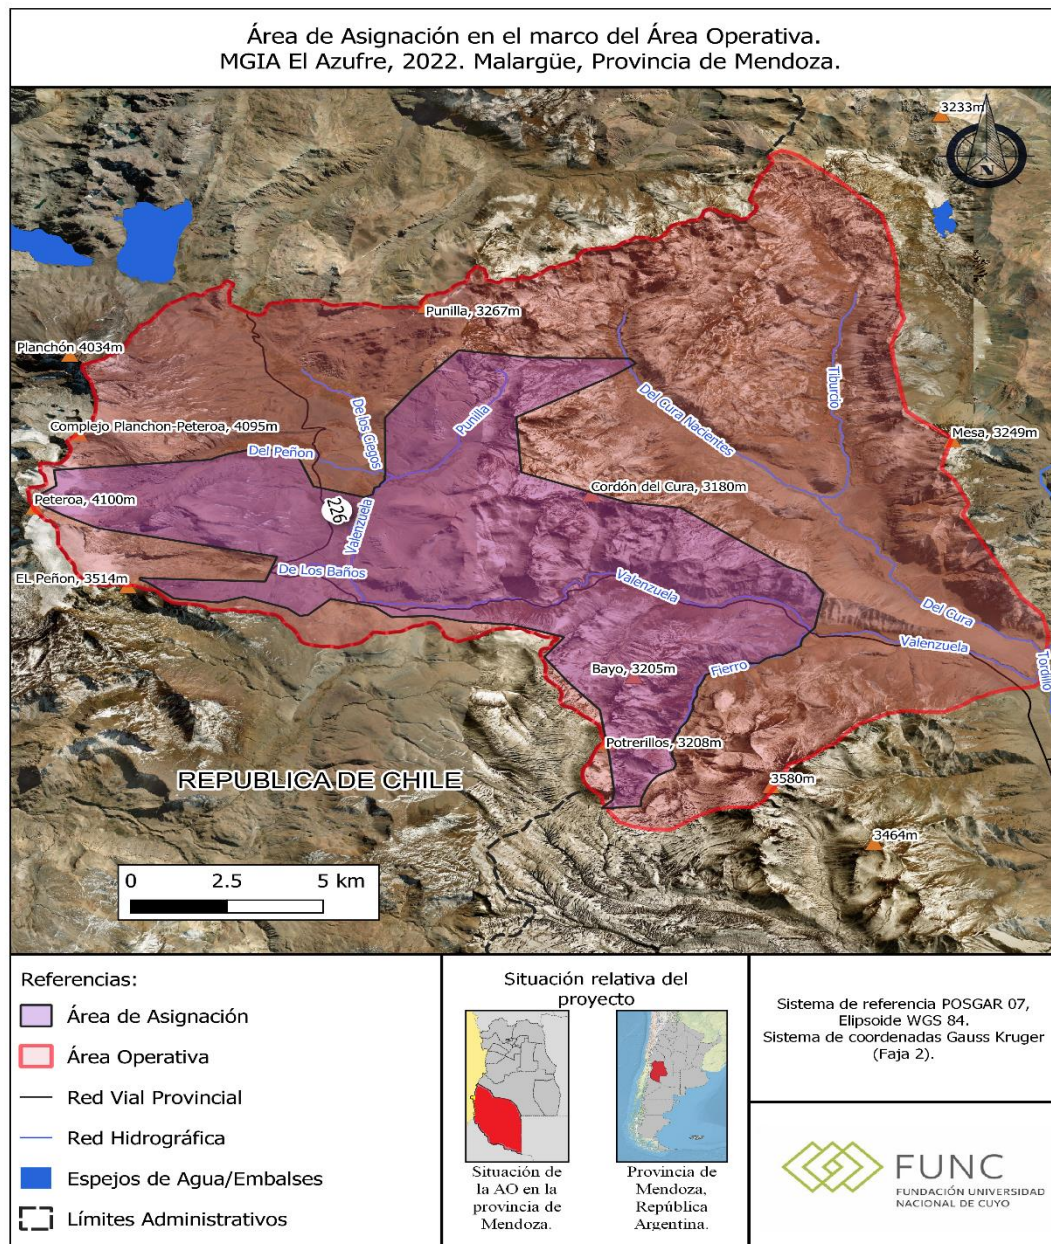 Área de Asignación en el marco del Área Operativa.
MGIA El Azufre, 2022. Malargüe, Provincia de Mendoza.
3233m
N
Punilla, 3267m
Planchón 4034m
Tiburcio
Del Cura Nacientes
De los Ciegos
Punilla
Complejo Planchon-Peteroa, 4095m
Mesa, 3249m
Del Peñon
Cordón del Cura, 3180m
Peteroa, 4100m
226
Valenzuela
De Los Baños
EL Peñon, 3514m
Valenzuela
Del Cura
Valenzuela
Tordillo
Fierro
Bayo, 3205m
Potrerillos, 3208m
REPUBLICA DE CHILE
3580m
3464m
0 2.5 5 km
Referencias:
Área de Asignación
Área Operativa
Red Vial Provincial
Red Hidrográfica
Espejos de Agua/Embalses
Límites Administrativos
Situación relativa del
proyecto
Situación de
la AO en la
provincia de
Mendoza.
Provincia de
Mendoza,
República
Argentina.
Sistema de referencia POSGAR 07,
Elipsoide WGS 84.
Sistema de coordenadas Gauss Kruger
(Faja 2).
FUNC
FUNDACIÓN UNIVERSIDAD
NACIONAL DE CUYO